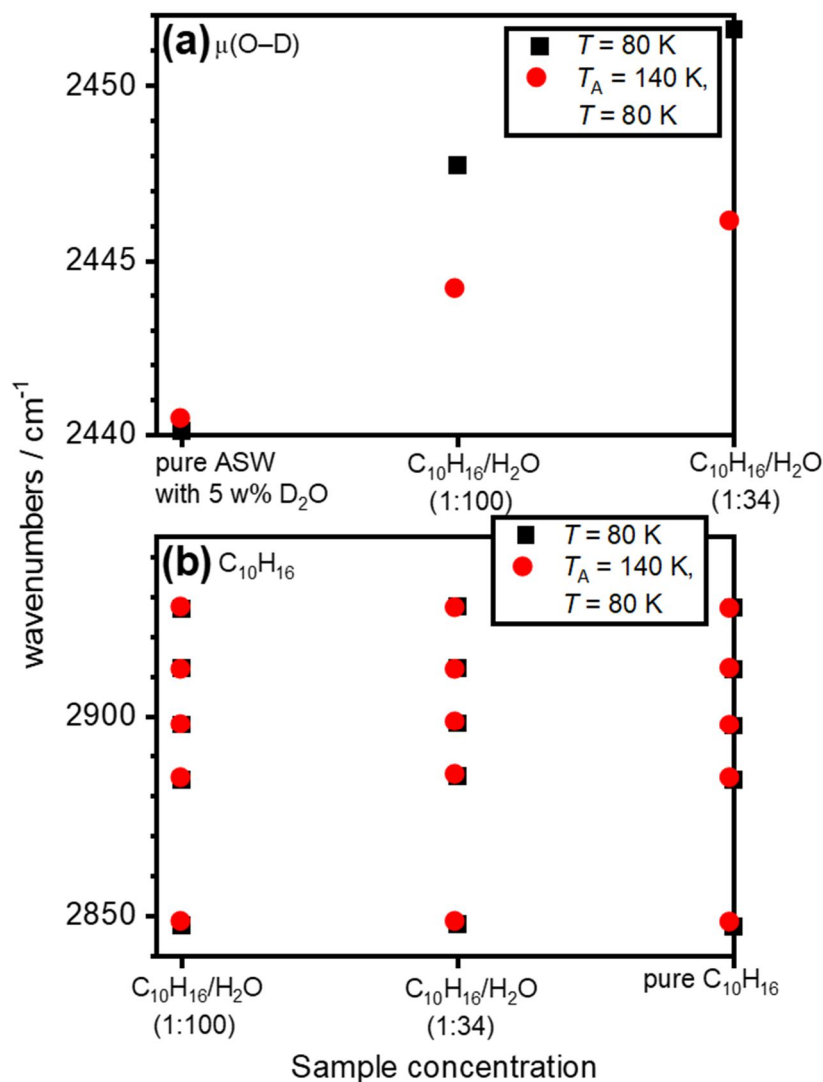 (a) μ(O–D)
T = 80 K
T_A = 140 K,
T = 80 K
2450
2445
2440
pure ASW
with 5 w% D₂O
C₁₀H₁₆/H₂O
(1:100)
C₁₀H₁₆/H₂O
(1:34)
wavenumbers / cm⁻¹
(b) C₁₀H₁₆
T = 80 K
T_A = 140 K,
T = 80 K
2900
2850
C₁₀H₁₆/H₂O
(1:100)
C₁₀H₁₆/H₂O
(1:34)
pure C₁₀H₁₆
Sample concentration